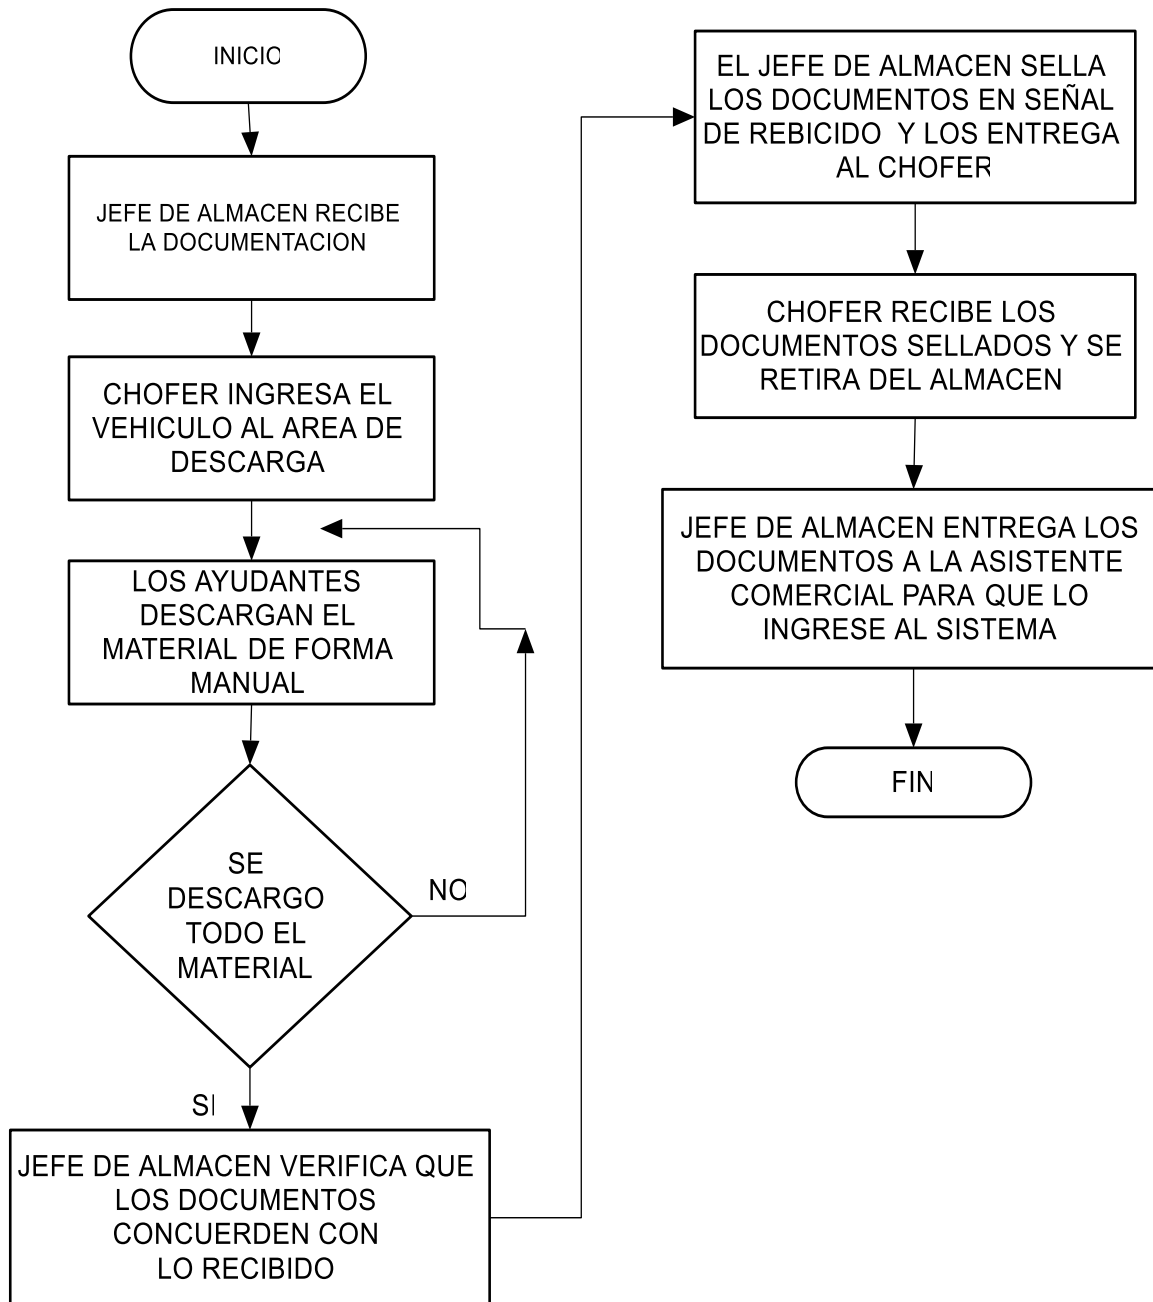 INICIO
JEFE DE ALMACEN RECIBE
LA DOCUMENTACION
CHOFER INGRESA EL
VEHICULO AL AREA DE
DESCARGA
LOS AYUDANTES
DESCARGAN EL
MATERIAL DE FORMA
MANUAL
SE
DESCARGO
TODO EL
MATERIAL
NO
SI
JEFE DE ALMACEN VERIFICA QUE
LOS DOCUMENTOS
CONCUERDEN CON
LO RECIBIDO
EL JEFE DE ALMACEN SELLA
LOS DOCUMENTOS EN SEÑAL
DE REBICIDO Y LOS ENTREGA
AL CHOFER
CHOFER RECIBE LOS
DOCUMENTOS SELLADOS Y SE
RETIRA DEL ALMACEN
JEFE DE ALMACEN ENTREGA LOS
DOCUMENTOS A LA ASISTENTE
COMERCIAL PARA QUE LO
INGRESE AL SISTEMA
FIN